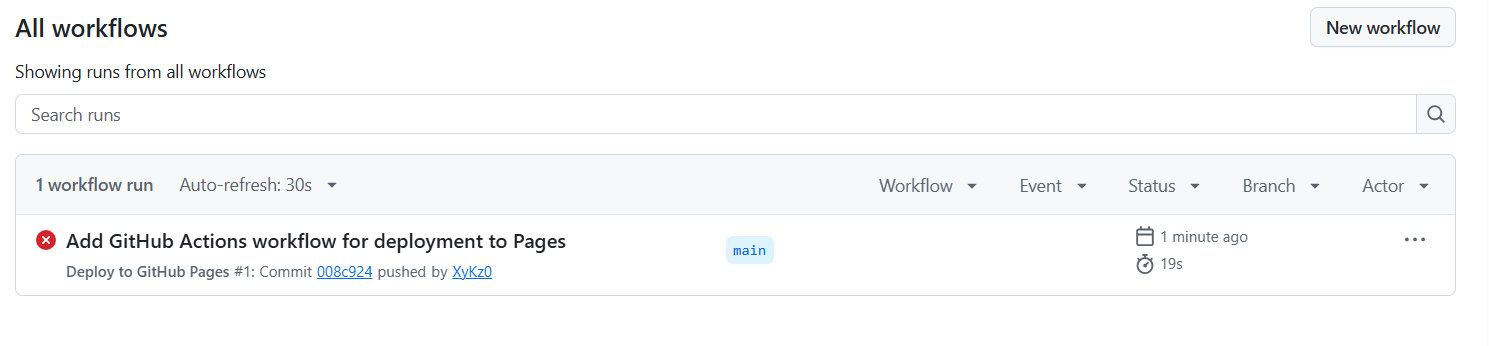 All workflows
New workflow
Showing runs from all workflows
Search runs
1 workflow run Auto-refresh: 30s Workflow Event Status Branch Actor
Add GitHub Actions workflow for deployment to Pages
main
1 minute ago
Deploy to GitHub Pages #1: Commit 008c924 pushed by XyKz0
19s